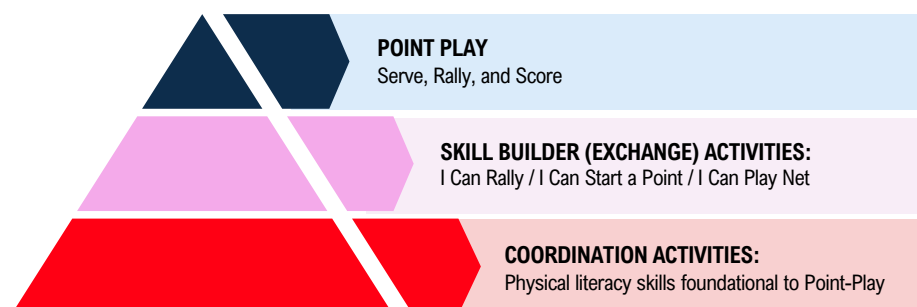 POINT PLAY
Serve, Rally, and Score
SKILL BUILDER (EXCHANGE) ACTIVITIES:
I Can Rally / I Can Start a Point / I Can Play Net
COORDINATION ACTIVITIES:
Physical literacy skills foundational to Point-Play